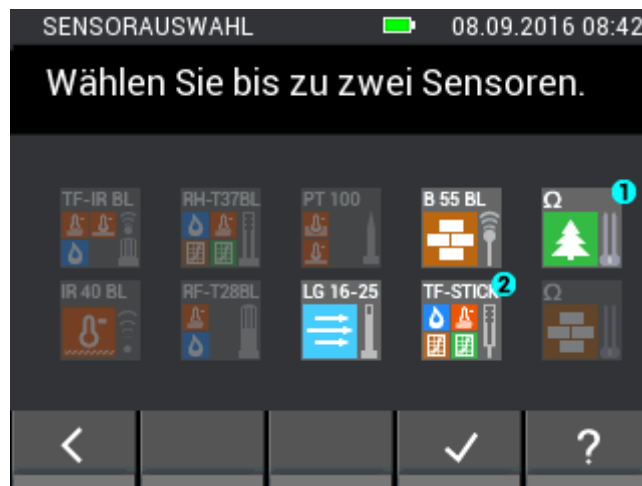 SENSORAUSWAHL 08.09.2016 08:42
Wählen Sie bis zu zwei Sensoren.
TF-IR BL RH-T37BL PT 100 B 55 BL Ω 1
IR 40 BL RF-T28BL LG 16-25 TF-STICK 2 Ω
?